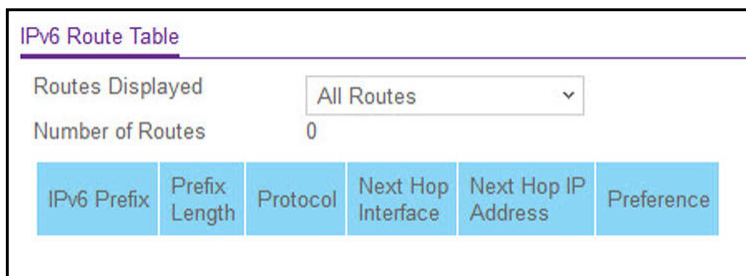 IPv6 Route Table
Routes Displayed All Routes
Number of Routes 0
IPv6 Prefix Prefix Length Protocol Next Hop Interface Next Hop IP Address Preference